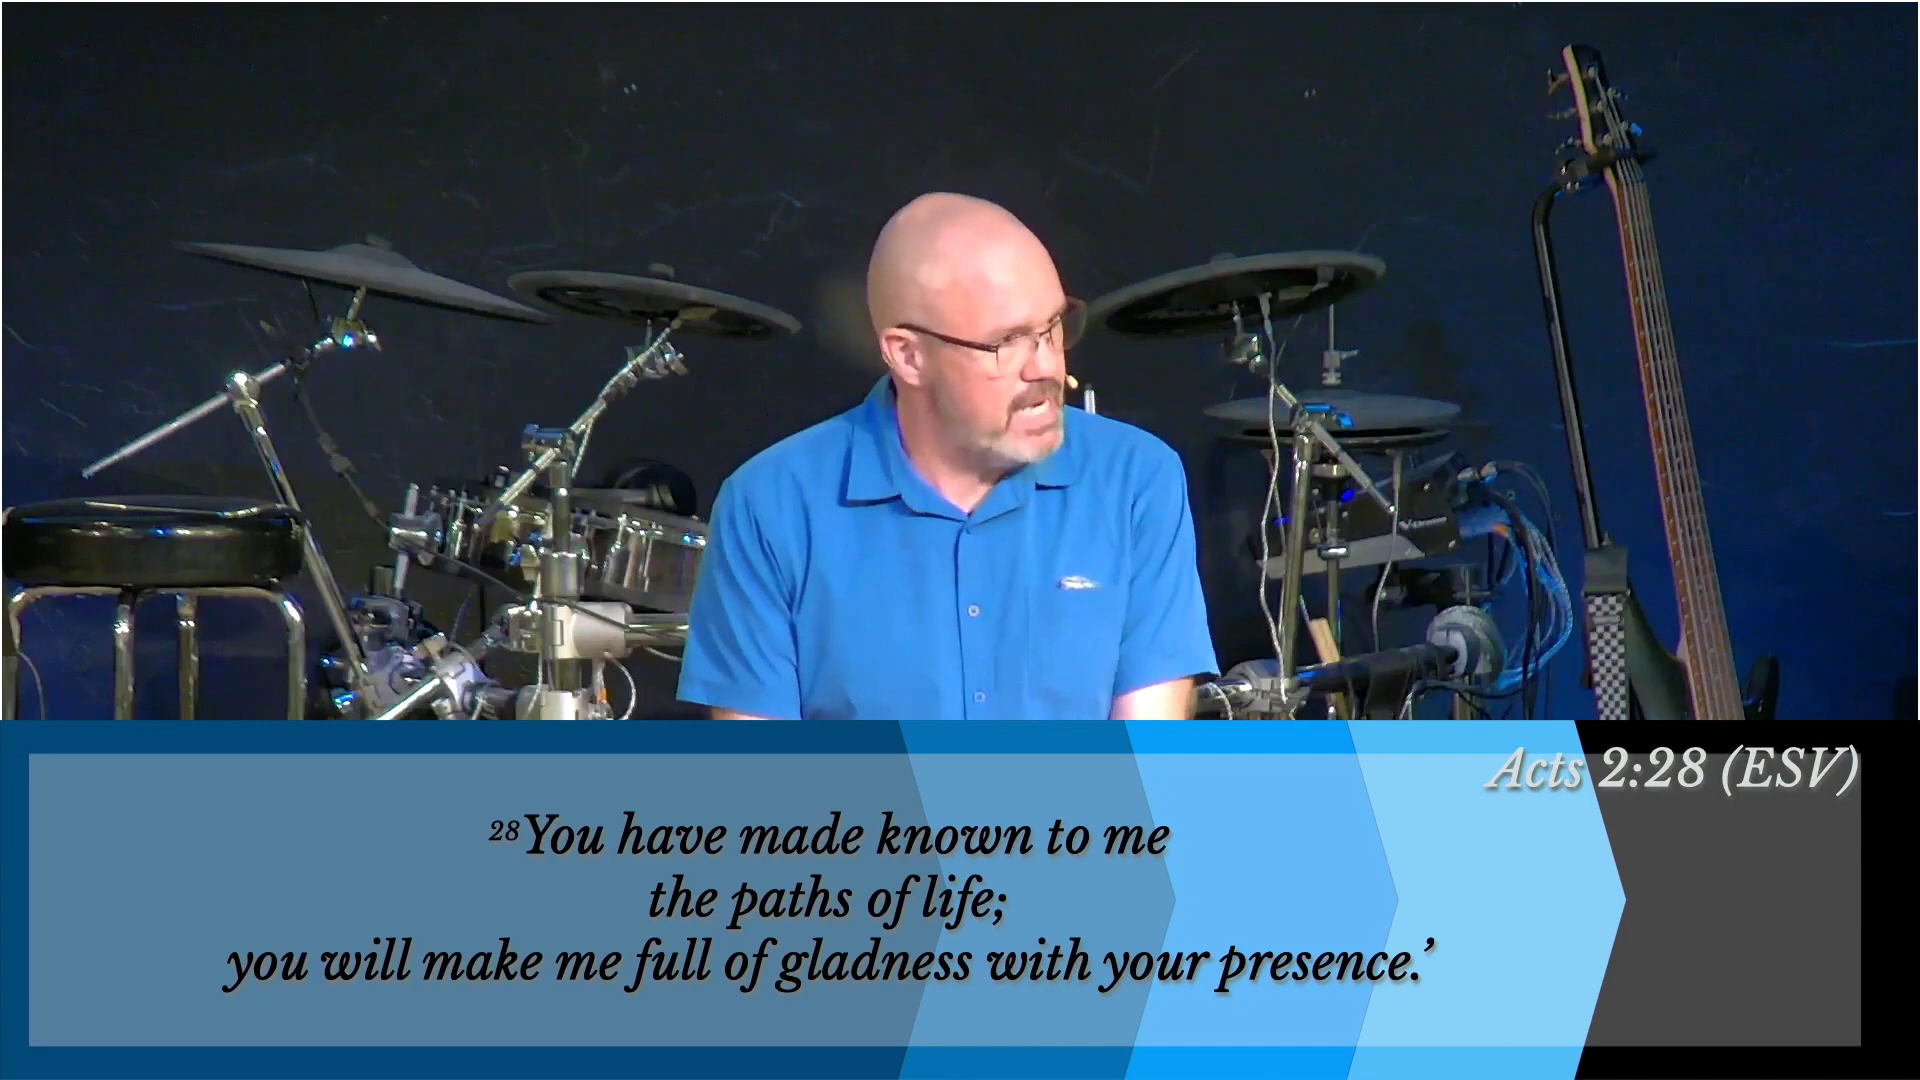 Acts 2:28 (ESV)
28You have made known to me
the paths of life;
you will make me full of gladness with your presence.’